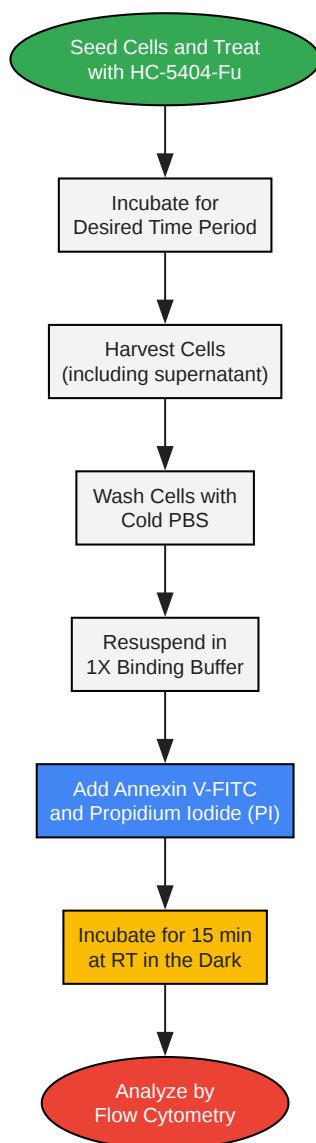 Seed Cells and Treat
with HC-5404-Fu
Incubate for
Desired Time Period
Harvest Cells
(including supernatant)
Wash Cells with
Cold PBS
Resuspend in
1X Binding Buffer
Add Annexin V-FITC
and Propidium Iodide (PI)
Incubate for 15 min
at RT in the Dark
Analyze by
Flow Cytometry